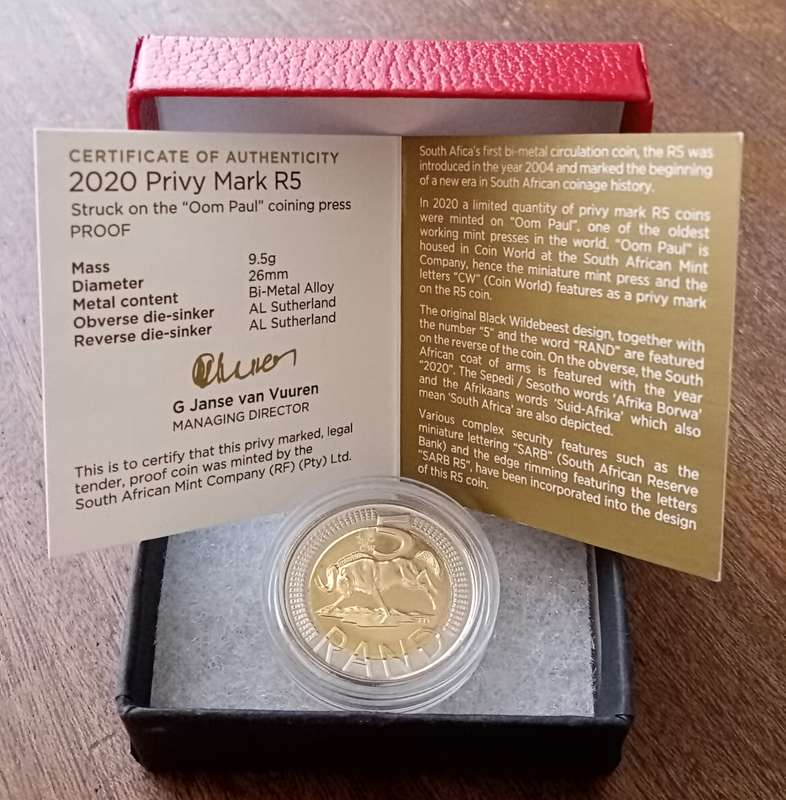 CERTIFICATE OF AUTHENTICITY
2020 Privy Mark R5
Struck on the “Oom Paul” coining press
PROOF
Mass 9.5g
Diameter 26mm
Metal content Bi-Metal Alloy
Obverse die-sinker AL Sutherland
Reverse die-sinker AL Sutherland
G Janse van Vuuren
MANAGING DIRECTOR
This is to certify that this privy marked, legal
tender, proof coin was minted by the
South African Mint Company (RF) (Pty) Ltd.
South Afica's first bi-metal circulation coin, the R5 was
introduced in the year 2004 and marked the beginning
of a new era in South African coinage history.
In 2020 a limited quantity of privy mark R5 coins
were minted on “Oom Paul”, one of the oldest
working mint presses in the world. “Oom Paul” is
housed in Coin World at the South African Mint
Company, hence the miniature mint press and the
letters “CW” (Coin World) features as a privy mark
on the R5 coin.
The original Black Wildebeest design, together with
the number “5” and the word “RAND” are featured
on the reverse of the coin. On the obverse, the South
African coat of arms is featured with the year
“2020”. The Sepedi / Sesotho words ‘Afrika Borwa’
and the Afrikaans words ‘Suid-Afrika’ which also
mean ‘South Africa’ are also depicted.
Various complex security features such as the
miniature lettering “SARB” (South African Reserve
Bank) and the edge rimming featuring the letters
“SARB R5”, have been incorporated into the design
of this R5 coin.
5
RAND